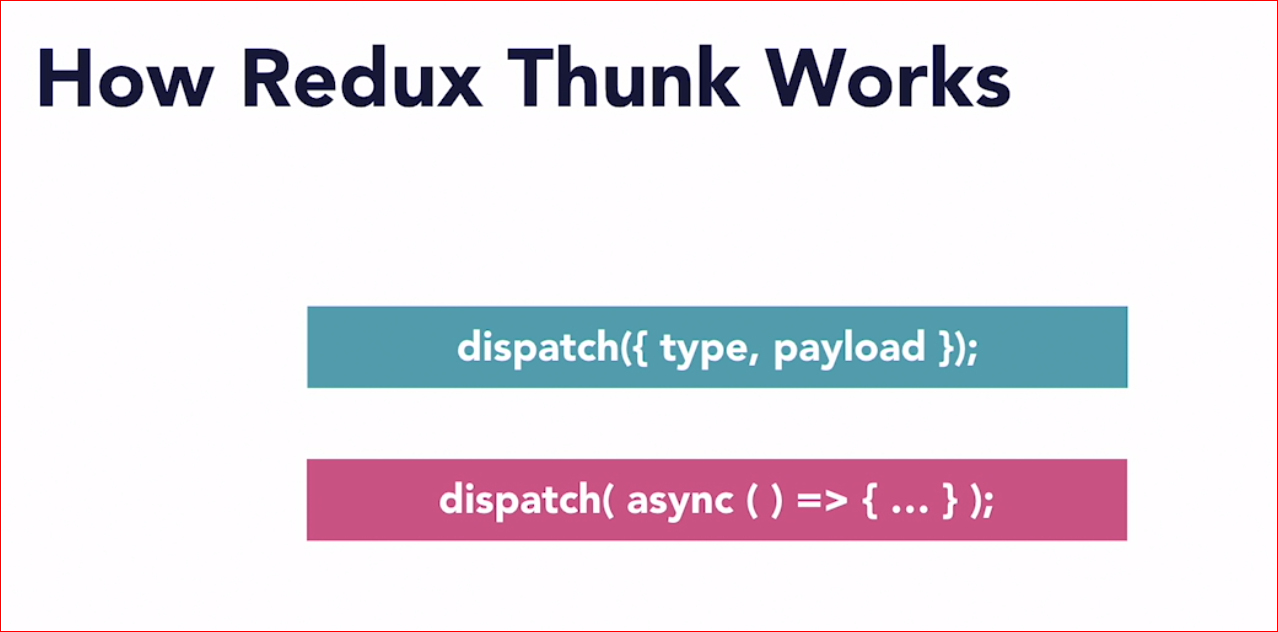 How Redux Thunk Works
dispatch({ type, payload });
dispatch( async ( ) => { ... } );